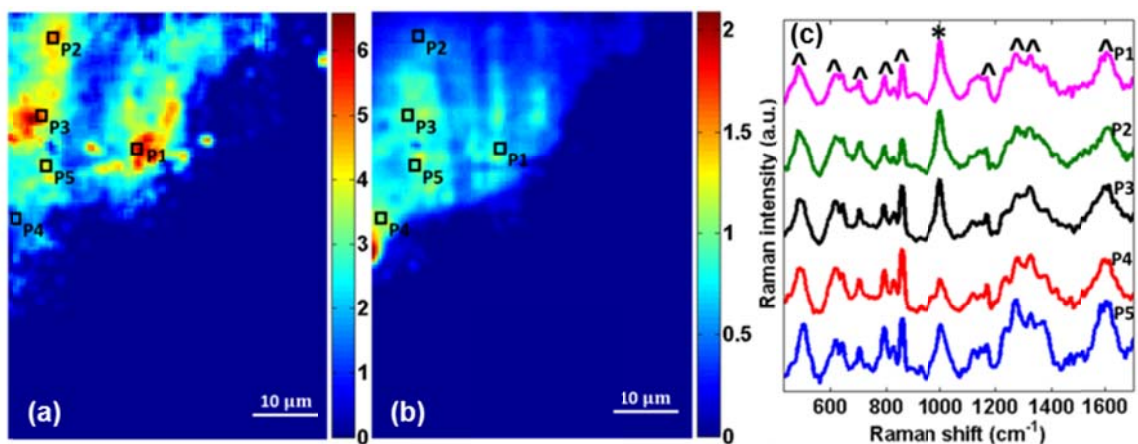 P2
P3
P1
P5
P4
(a)
10 µm
6
5
4
3
2
1
0
P2
P3
P1
P5
P4
(b)
10 µm
2
1.5
1
0.5
0
(c)
^ ^ ^ ^ ^ * ^ ^ ^ ^
P1
P2
P3
P4
P5
Raman intensity (a.u.)
600 800 1000 1200 1400 1600
Raman shift (cm⁻¹)